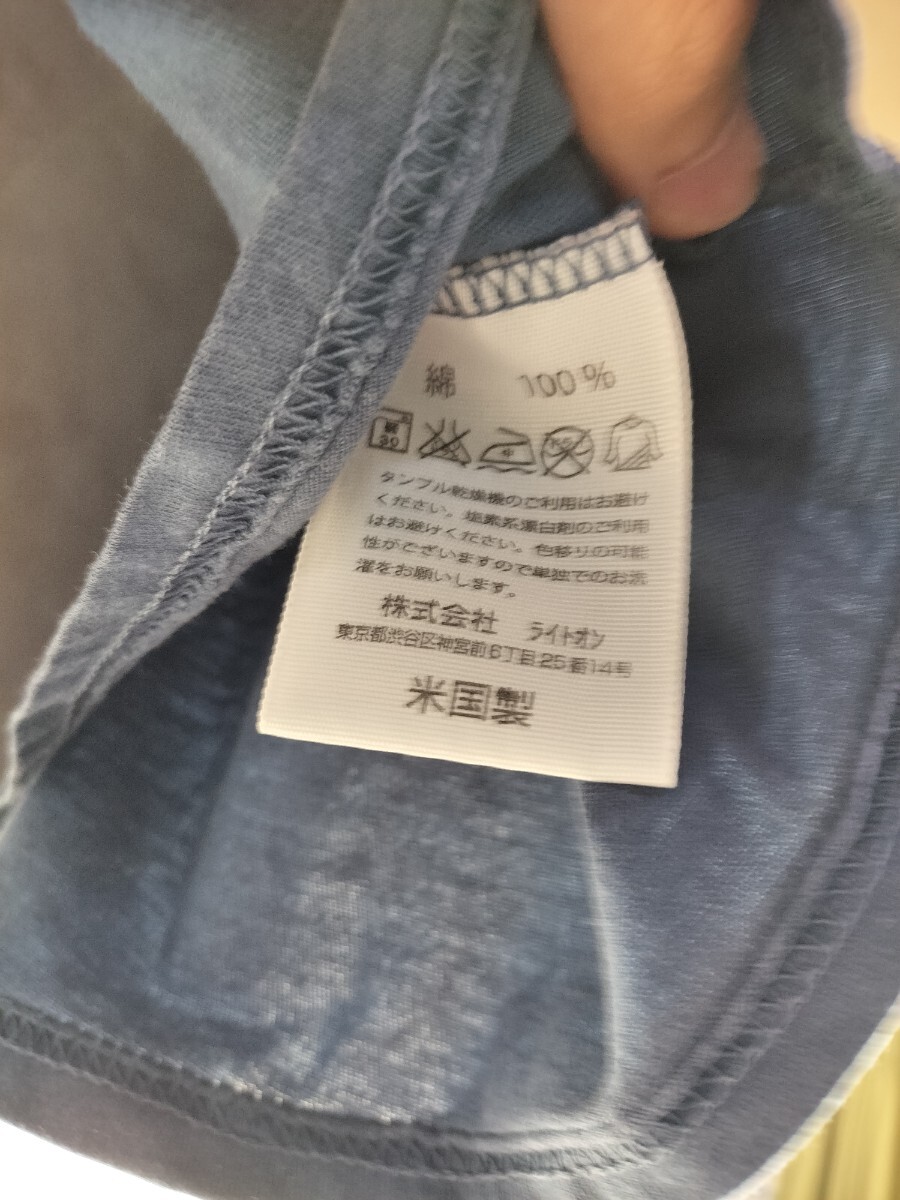 綿 100%
タンブル乾燥機のご利用はお避け
ください。塩素系漂白剤のご利用
はお避けください。色移りの可能
性がございますので単独でのお洗
濯をお願いします。
株式会社 ライトオン
東京都渋谷区神宮前6丁目25番14号
米国製